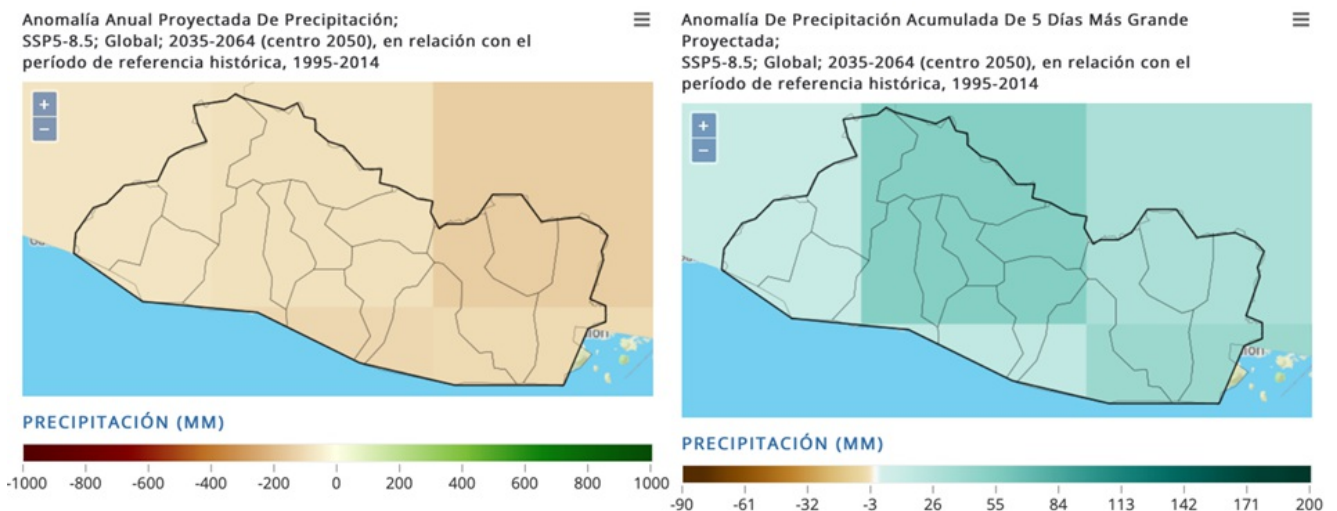 Anomalía Anual Proyectada De Precipitación;
SSP5-8.5; Global; 2035-2064 (centro 2050), en relación con el
período de referencia histórica, 1995-2014
+
−
PRECIPITACIÓN (MM)
-1000 -800 -600 -400 -200 0 200 400 600 800 1000
Anomalía De Precipitación Acumulada De 5 Días Más Grande
Proyectada;
SSP5-8.5; Global; 2035-2064 (centro 2050), en relación con el
período de referencia histórica, 1995-2014
+
−
PRECIPITACIÓN (MM)
-90 -61 -32 -3 26 55 84 113 142 171 200